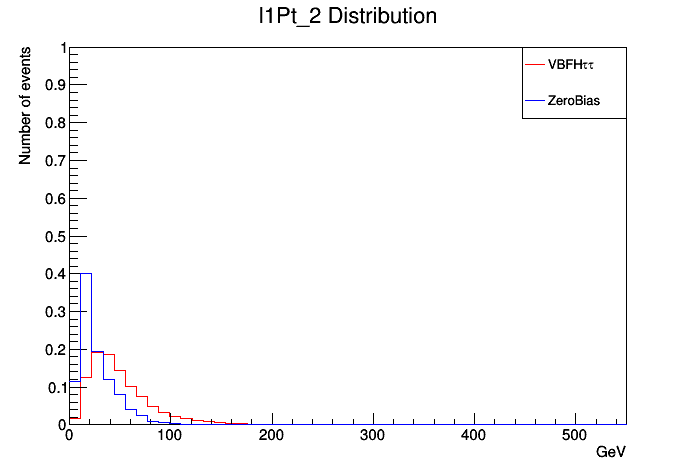 l1Pt_2 Distribution
Number of events
1
0.9
0.8
0.7
0.6
0.5
0.4
0.3
0.2
0.1
0
0 100 200 300 400 500
GeV
VBFHττ
ZeroBias